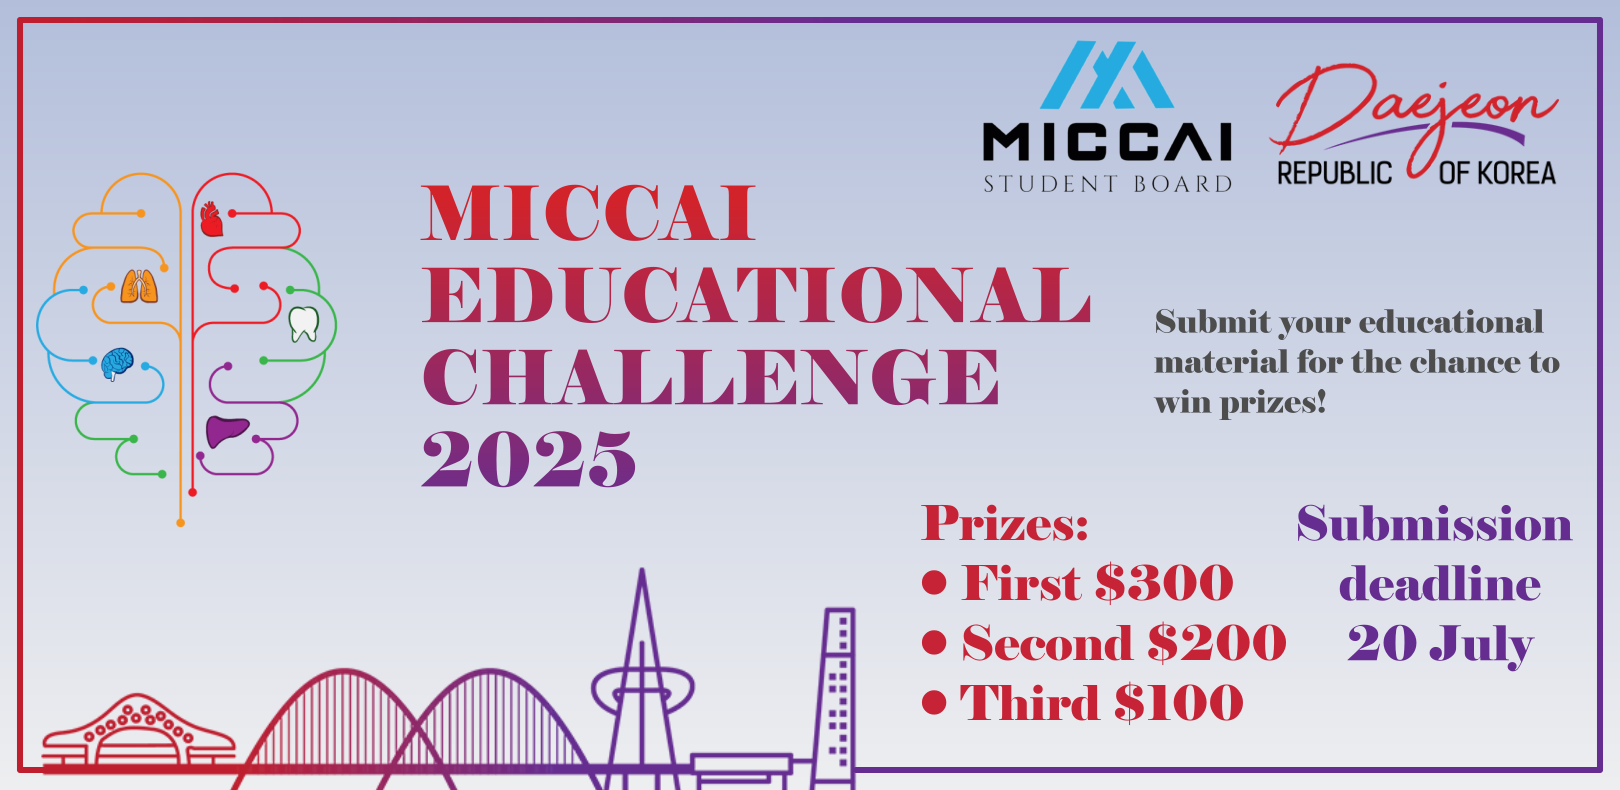 MICCAI
STUDENT BOARD
Daejeon
REPUBLIC OF KOREA
MICCAI
EDUCATIONAL
CHALLENGE
2025
Submit your educational
material for the chance to
win prizes!
Prizes:
• First $300
• Second $200
• Third $100
Submission
deadline
20 July